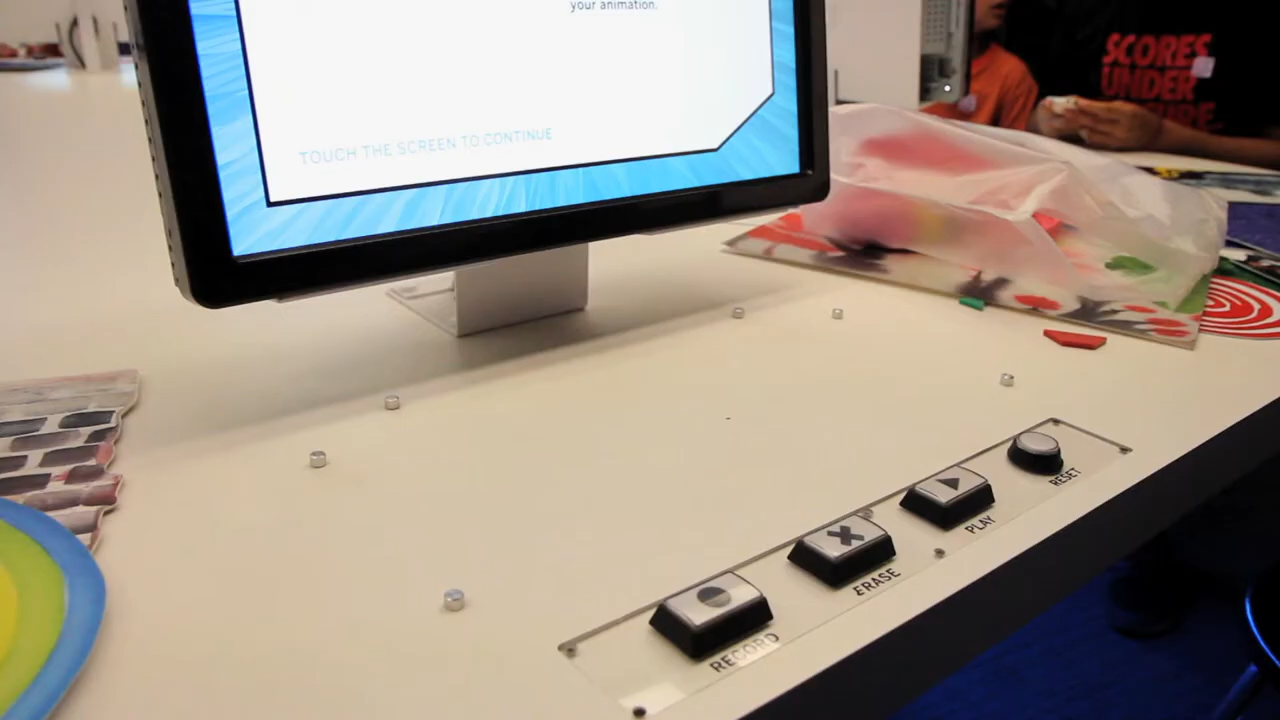 your animation.
TOUCH THE SCREEN TO CONTINUE
SCORES
UNDER
RECORD
ERASE
PLAY
RESET